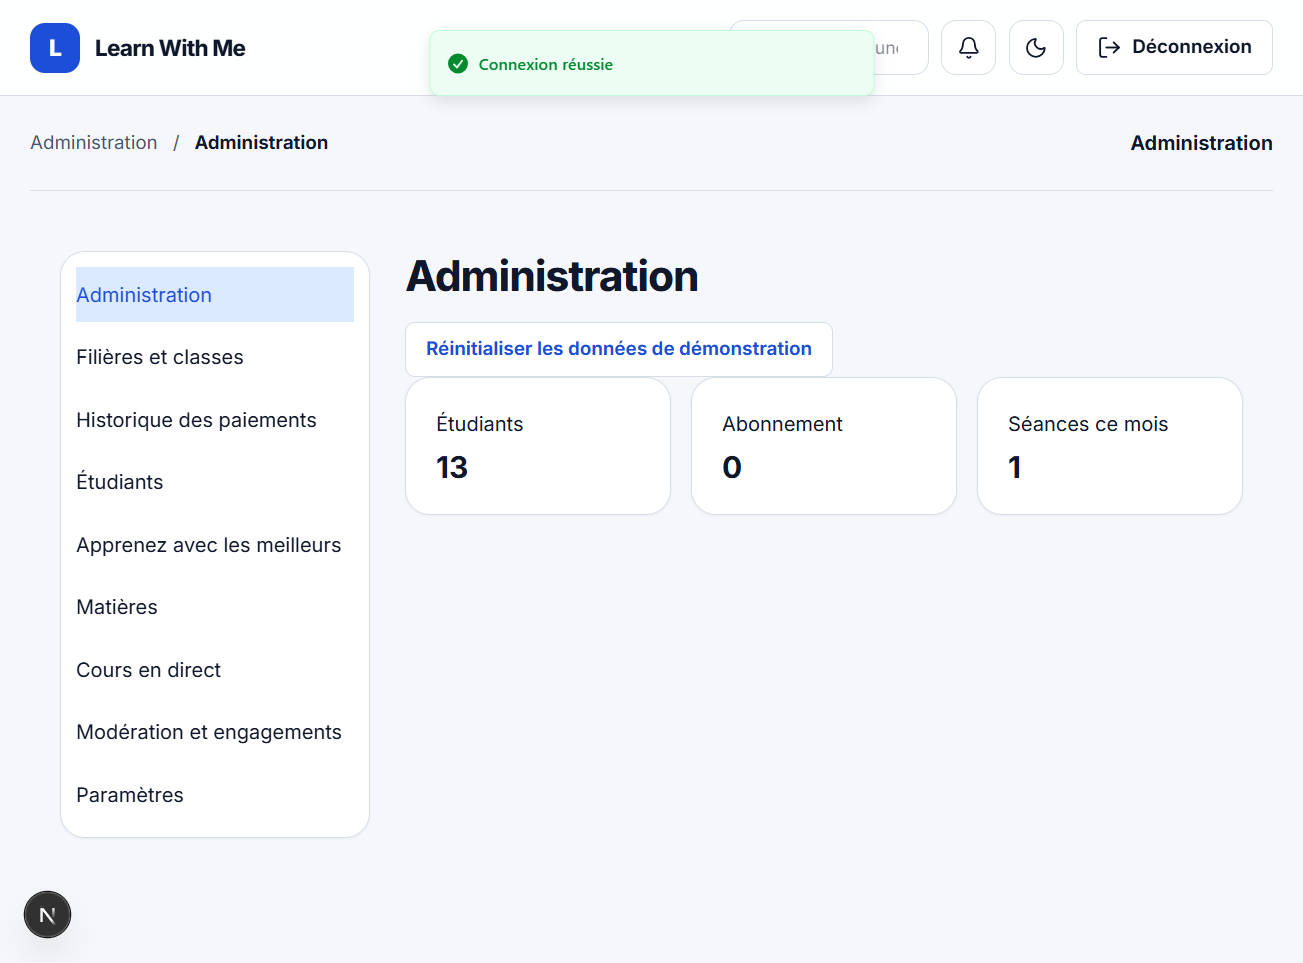 L Learn With Me
Connexion réussie
Déconnexion
Administration / Administration
Administration
Administration
Filières et classes
Historique des paiements
Étudiants
Apprenez avec les meilleurs
Matières
Cours en direct
Modération et engagements
Paramètres
Administration
Réinitialiser les données de démonstration
Étudiants
13
Abonnement
0
Séances ce mois
1
N